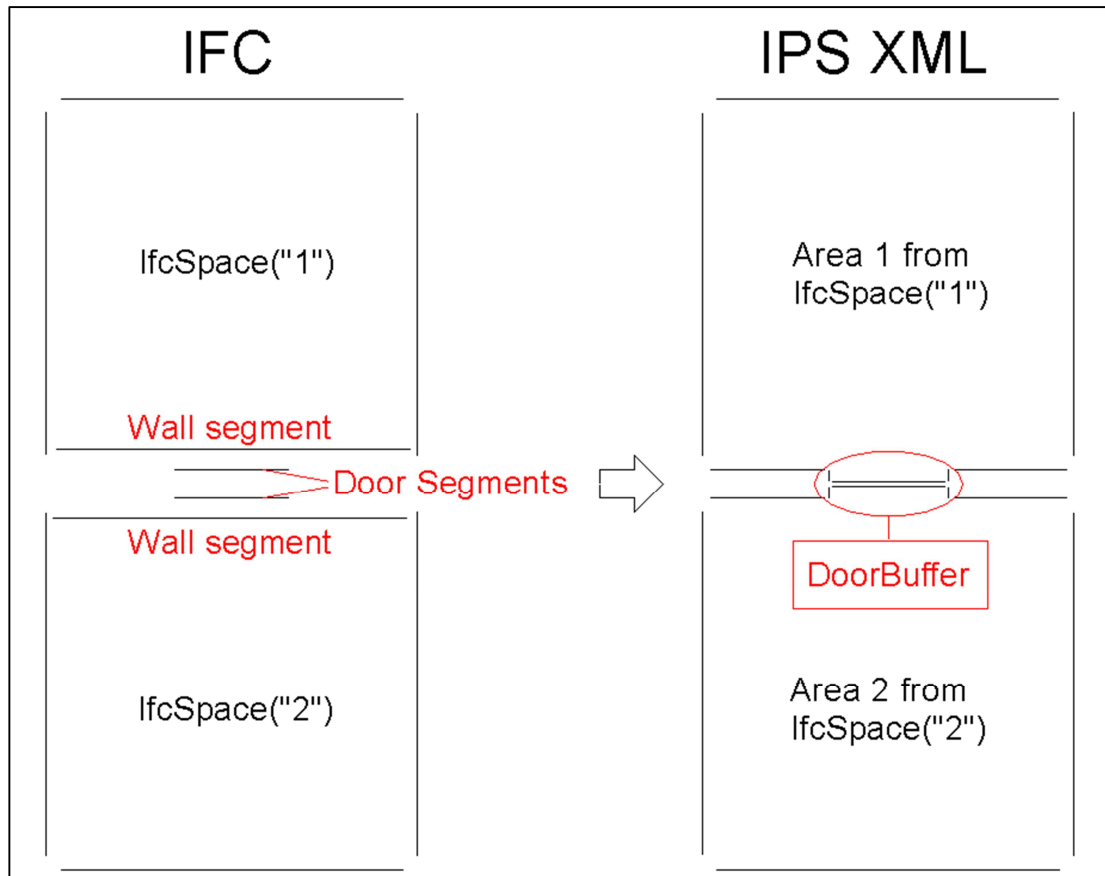 IFC
IPS XML
IfcSpace("1")
Area 1 from
IfcSpace("1")
Wall segment
Door Segments
Wall segment
DoorBuffer
IfcSpace("2")
Area 2 from
IfcSpace("2")